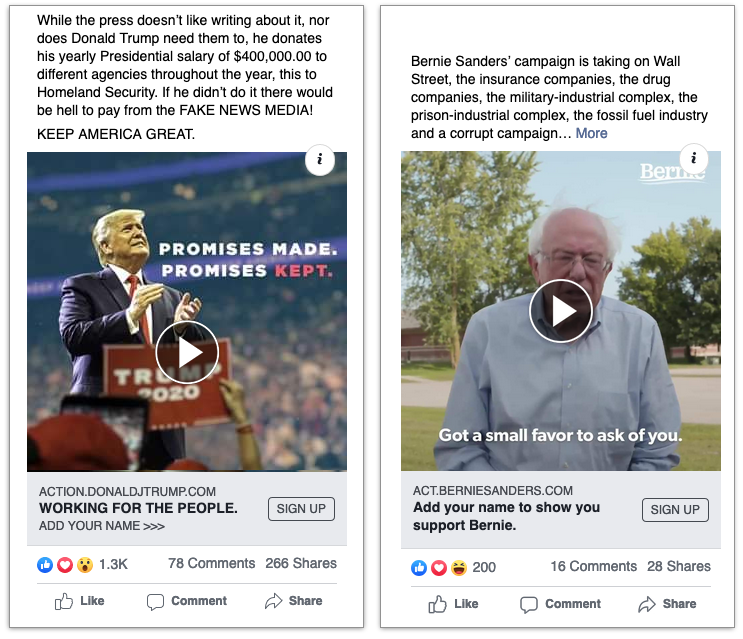 While the press doesn't like writing about it, nor
does Donald Trump need them to, he donates
his yearly Presidential salary of $400,000.00 to
different agencies throughout the year, this to
Homeland Security. If he didn't do it there would
be hell to pay from the FAKE NEWS MEDIA!
KEEP AMERICA GREAT.
i
PROMISES MADE.
PROMISES KEPT.
TRUMP
2020
ACTION.DONALDJTRUMP.COM
WORKING FOR THE PEOPLE.
ADD YOUR NAME >>>
SIGN UP
1.3K 78 Comments 266 Shares
Like Comment Share
Bernie Sanders' campaign is taking on Wall
Street, the insurance companies, the drug
companies, the military-industrial complex, the
prison-industrial complex, the fossil fuel industry
and a corrupt campaign... More
i
Bernie
Got a small favor to ask of you.
ACT.BERNIESANDERS.COM
Add your name to show you
support Bernie.
SIGN UP
200 16 Comments 28 Shares
Like Comment Share